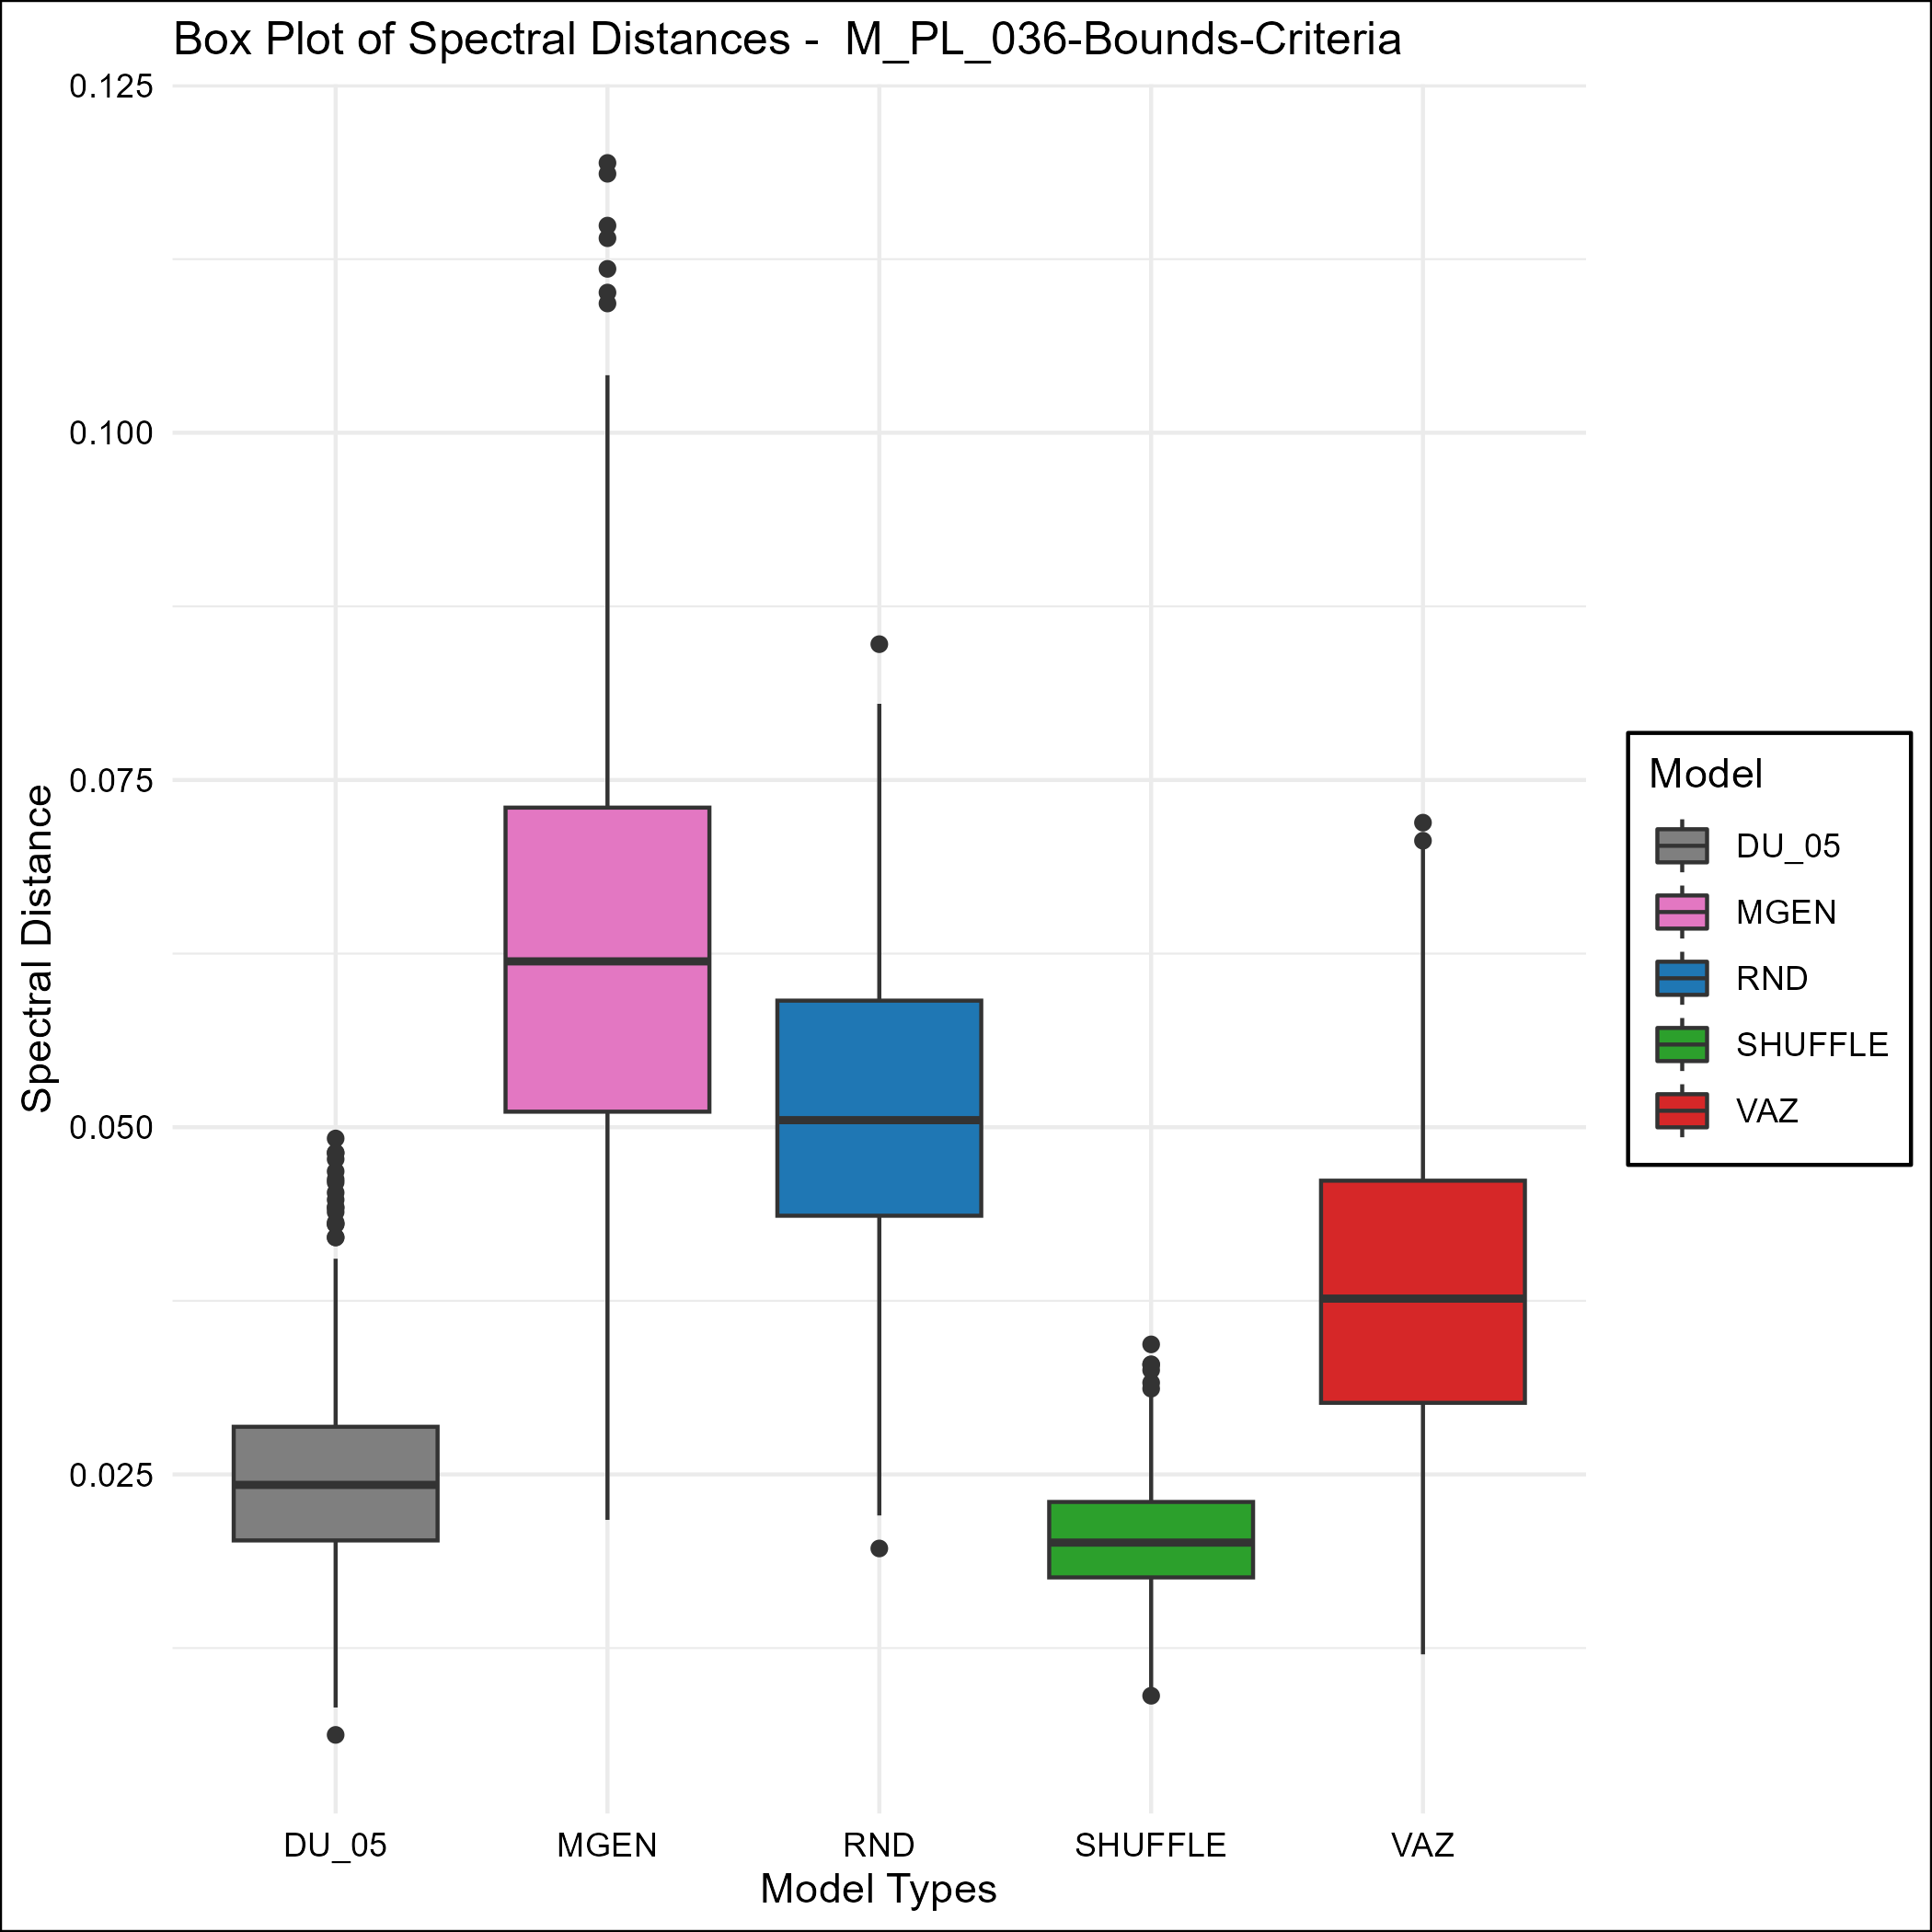 Box Plot of Spectral Distances -  M_PL_036-Bounds-Criteria
0.125
0.100
0.075
0.050
0.025
Spectral Distance
DU_05
MGEN
RND
SHUFFLE
VAZ
Model Types
Model
DU_05
MGEN
RND
SHUFFLE
VAZ